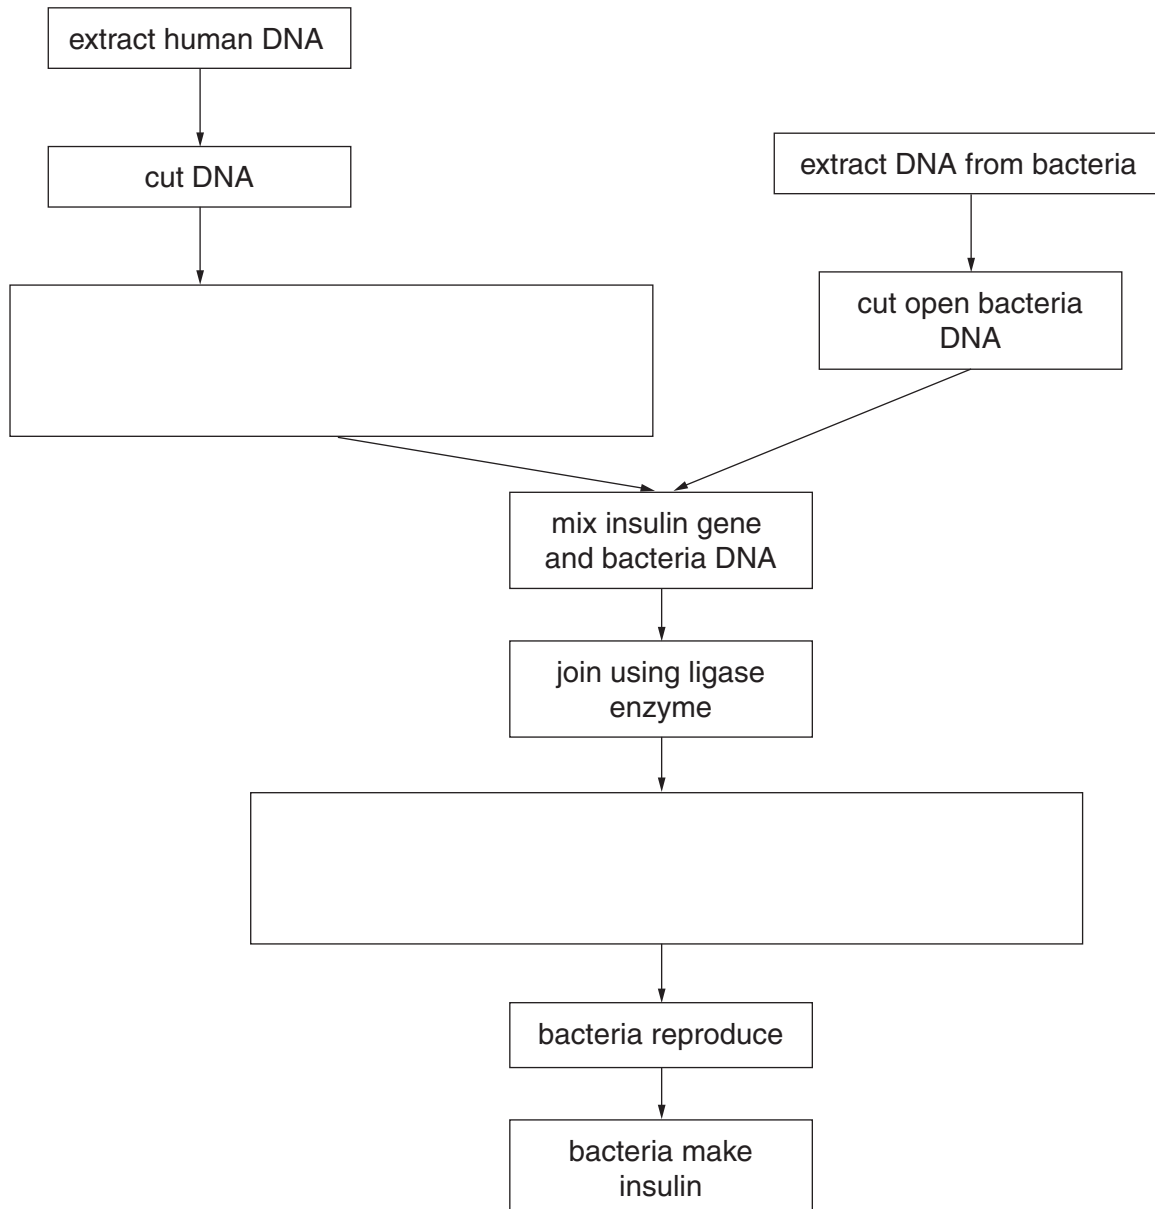 extract human DNA
cut DNA
extract DNA from bacteria
cut open bacteria
DNA
mix insulin gene
and bacteria DNA
join using ligase
enzyme
bacteria reproduce
bacteria make
insulin